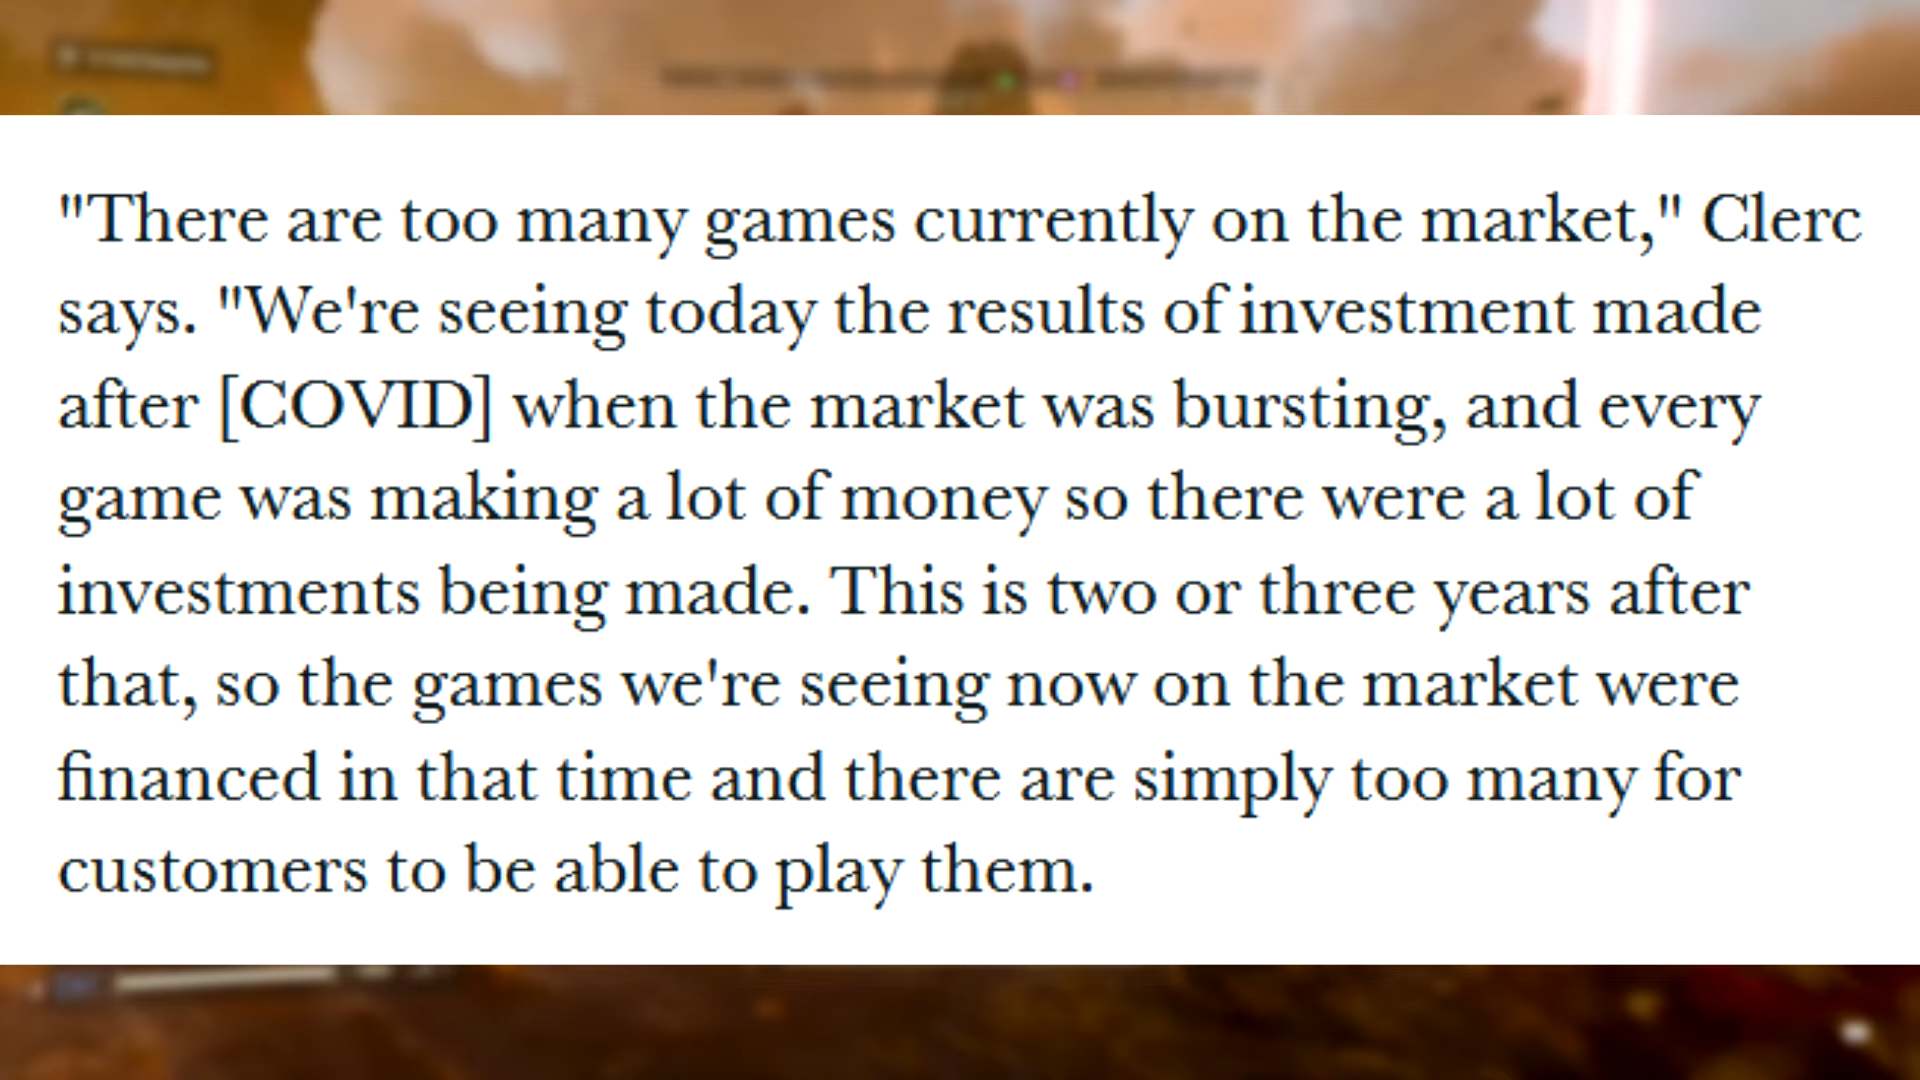 "There are too many games currently on the market," Clerc
says. "We're seeing today the results of investment made
after [COVID] when the market was bursting, and every
game was making a lot of money so there were a lot of
investments being made. This is two or three years after
that, so the games we're seeing now on the market were
financed in that time and there are simply too many for
customers to be able to play them.